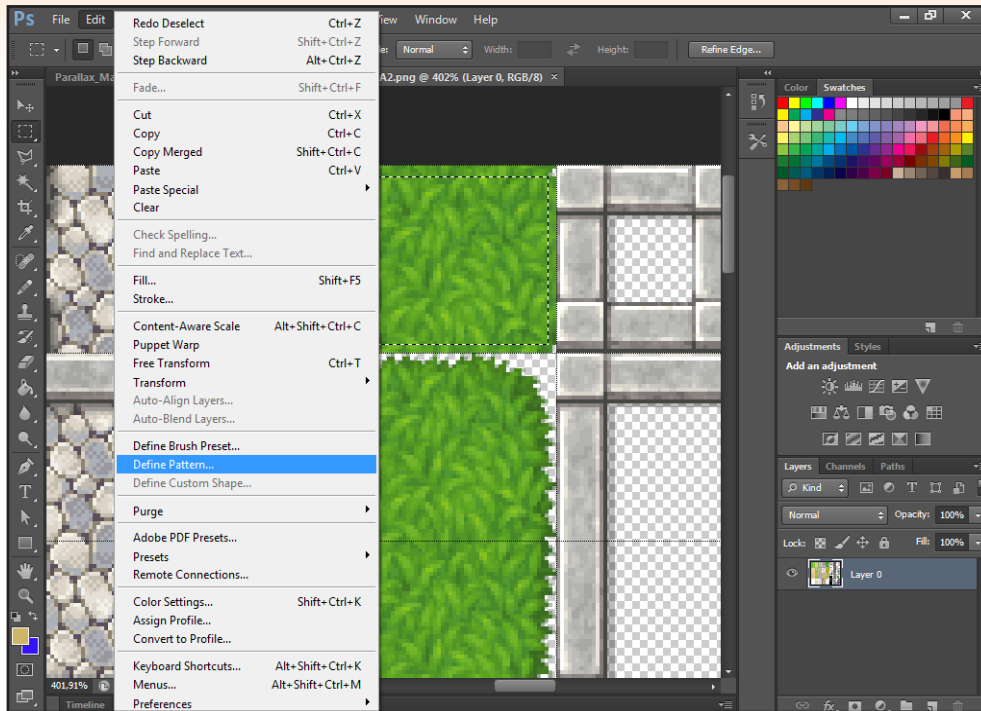 Ps File Edit View Window Help
Normal Width: Height: Refine Edge...
Parallax_Ma A2.png @ 402% (Layer 0, RGB/8) ×
Redo Deselect Ctrl+Z
Step Forward Shift+Ctrl+Z
Step Backward Alt+Ctrl+Z
Fade... Shift+Ctrl+F
Cut Ctrl+X
Copy Ctrl+C
Copy Merged Shift+Ctrl+C
Paste Ctrl+V
Paste Special
Clear
Check Spelling...
Find and Replace Text...
Fill... Shift+F5
Stroke...
Content-Aware Scale Alt+Shift+Ctrl+C
Puppet Warp
Free Transform Ctrl+T
Transform
Auto-Align Layers...
Auto-Blend Layers...
Define Brush Preset...
Define Pattern...
Define Custom Shape...
Purge
Adobe PDF Presets...
Presets
Remote Connections...
Color Settings... Shift+Ctrl+K
Assign Profile...
Convert to Profile...
Keyboard Shortcuts... Alt+Shift+Ctrl+K
Menus... Alt+Shift+Ctrl+M
Preferences
Color Swatches
Adjustments Styles
Add an adjustment
Layers Channels Paths
Kind
Normal Opacity: 100%
Lock: Fill: 100%
Layer 0
401,91%
Timeline